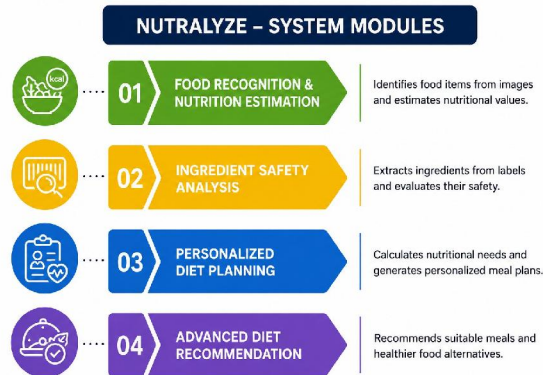 NUTRALYZE – SYSTEM MODULES
kcal
01
FOOD RECOGNITION &
NUTRITION ESTIMATION
Identifies food items from images
and estimates nutritional values.
02
INGREDIENT SAFETY
ANALYSIS
Extracts ingredients from labels
and evaluates their safety.
03
PERSONALIZED
DIET PLANNING
Calculates nutritional needs and
generates personalized meal plans.
04
ADVANCED DIET
RECOMMENDATION
Recommends suitable meals and
healthier food alternatives.